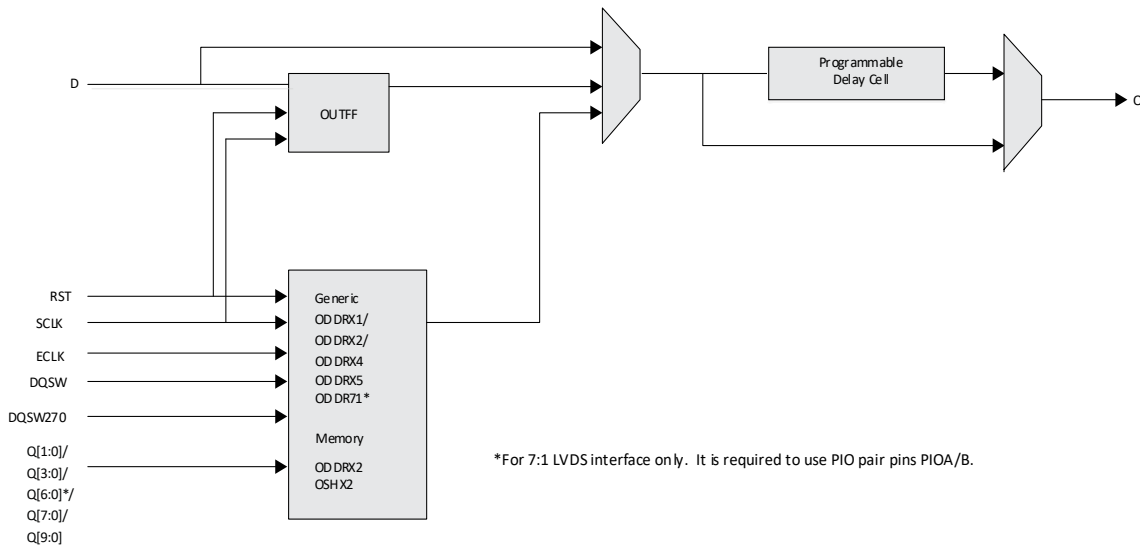 D
OUTFF
Programmable
Delay Cell
Q
RST
SCLK
ECLK
DQSW
DQSW270
Q[1:0]/
Q[3:0]/
Q[6:0]*/
Q[7:0]/
Q[9:0]
Generic
ODDRX1/
ODDRX2/
ODDRX4
ODDRX5
ODDR71*
Memory
ODDRX2
OSHX2
*For 7:1 LVDS interface only. It is required to use PIO pair pins PIOA/B.